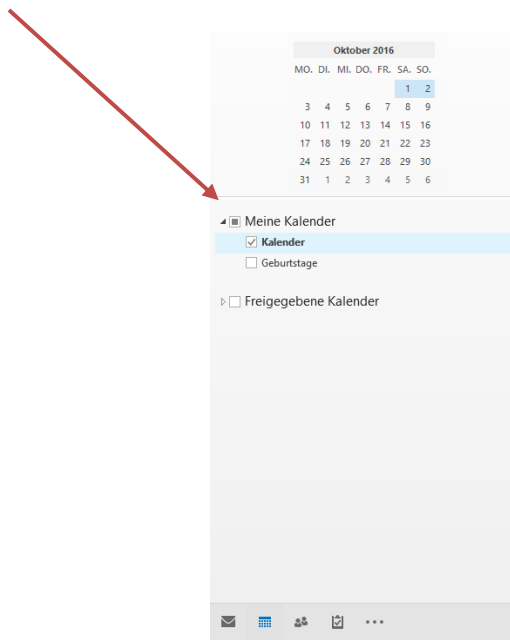 Oktober 2016
MO. DI. MI. DO. FR. SA. SO.
1 2
3 4 5 6 7 8 9
10 11 12 13 14 15 16
17 18 19 20 21 22 23
24 25 26 27 28 29 30
31 1 2 3 4 5 6
Meine Kalender
Kalender
Geburtstage
Freigegebene Kalender